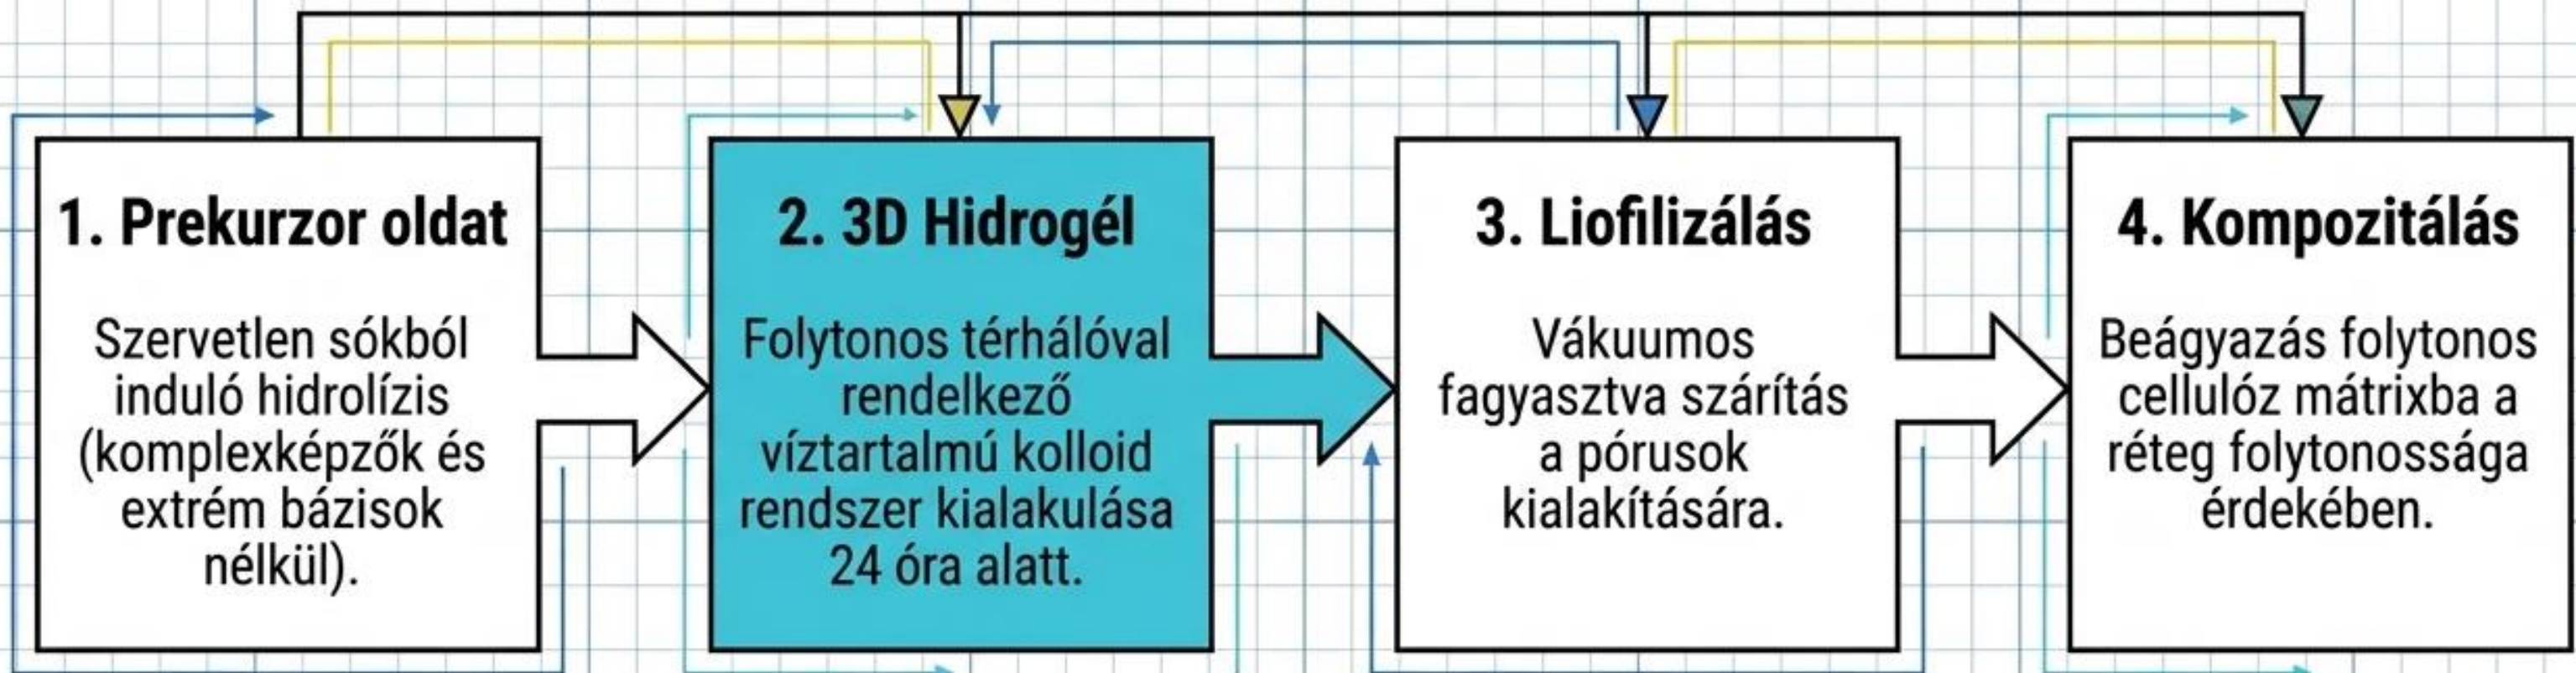 1. Prekurzor oldat
Szervetlen sókból
induló hidrolízis
(komplexképzők és
extrém bázisok
nélkül).
2. 3D Hidrogél
Folytonos térhálóval
rendelkező
víztartalmú kolloid
rendszer kialakulása
24 óra alatt.
3. Liofilizálás
Vákuumos
fagyasztva szárítás
a pórusok
kialakítására.
4. Kompozitálás
Beágyazás folytonos
cellulóz mátrixba a
réteg folytonossága
érdekében.